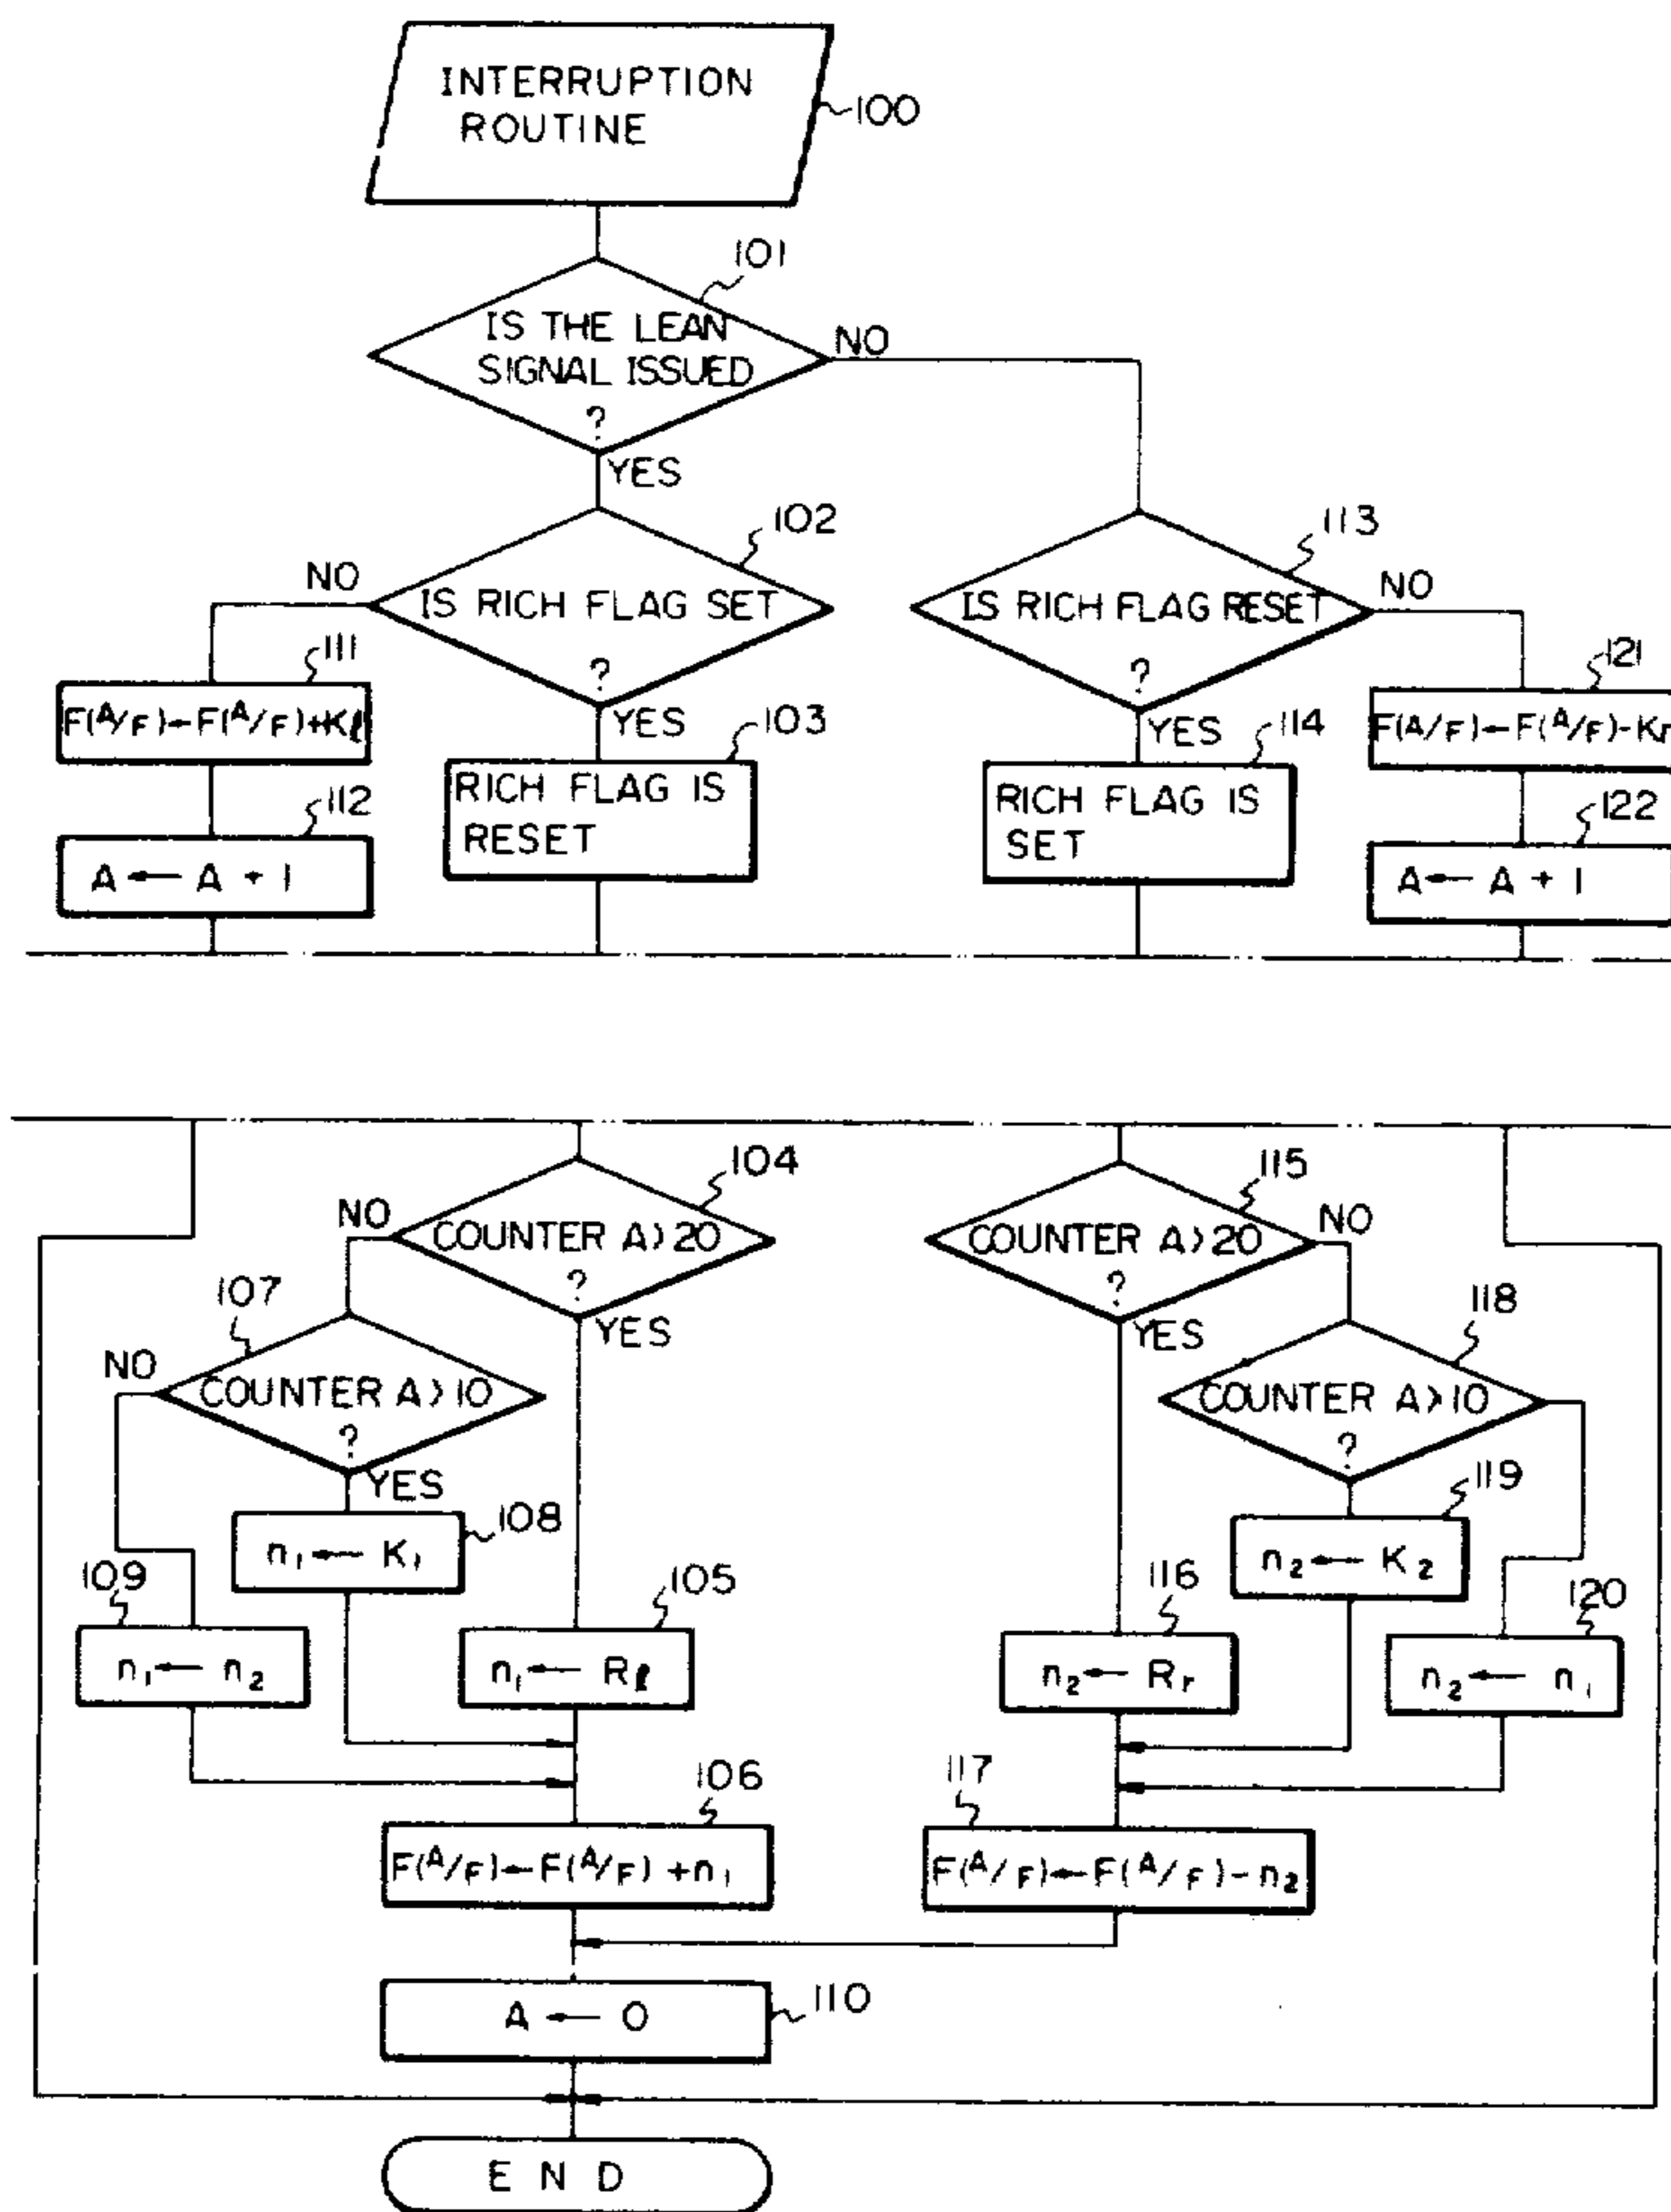 INTERRUPTION
ROUTINE
100
101
IS THE LEAN
SIGNAL ISSUED
?
NO
YES
102
IS RICH FLAG SET
?
NO
YES
113
IS RICH FLAG RESET
?
NO
YES
111
F(A/F)←F(A/F)+Kℓ
103
RICH FLAG IS
RESET
114
RICH FLAG IS
SET
121
F(A/F)←F(A/F)-Kr
112
A ← A + 1
122
A ← A + 1
104
COUNTER A>20
?
NO
YES
115
COUNTER A>20
?
NO
YES
107
COUNTER A>10
?
NO
YES
118
COUNTER A>10
?
108
n₁ ← K₁
119
n₂ ← K₂
109
n₁ ← n₂
105
n₁ ← Rℓ
116
n₂ ← Rr
120
n₂ ← n₁
106
F(A/F)←F(A/F)+n₁
117
F(A/F)←F(A/F)-n₂
110
A ← 0
END